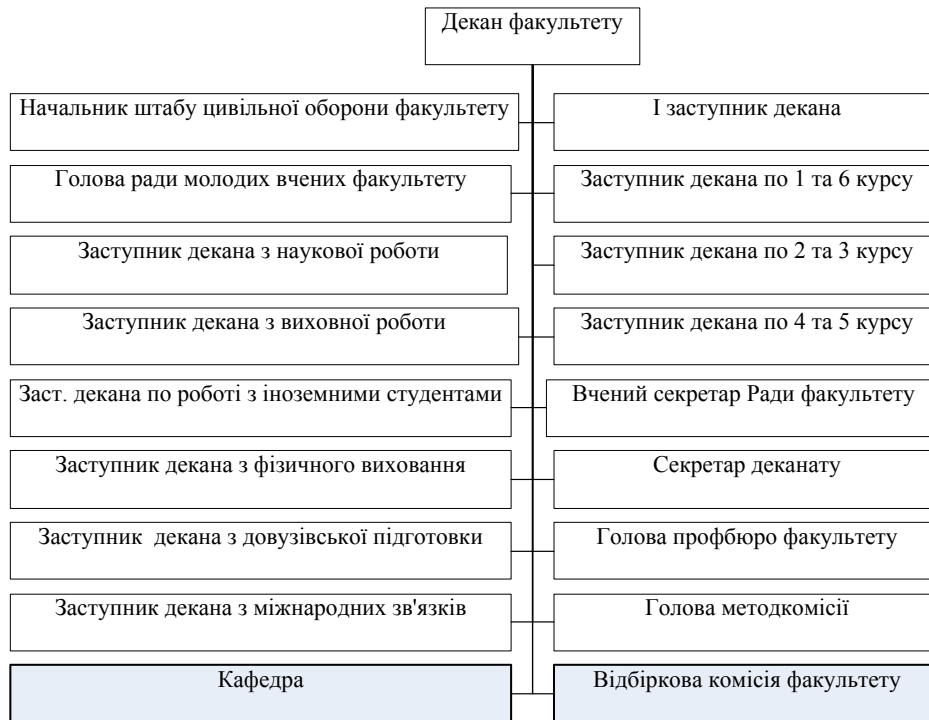 Декан факультету
Начальник штабу цивільної оборони факультету
І заступник декана
Голова ради молодих вчених факультету
Заступник декана по 1 та 6 курсу
Заступник декана з наукової роботи
Заступник декана по 2 та 3 курсу
Заступник декана з виховної роботи
Заступник декана по 4 та 5 курсу
Заст. декана по роботі з іноземними студентами
Вчений секретар Ради факультету
Заступник декана з фізичного виховання
Секретар деканату
Заступник  декана з довузівської підготовки
Голова профбюро факультету
Заступник декана з міжнародних зв'язків
Голова методкомісії
Кафедра
Відбіркова комісія факультету